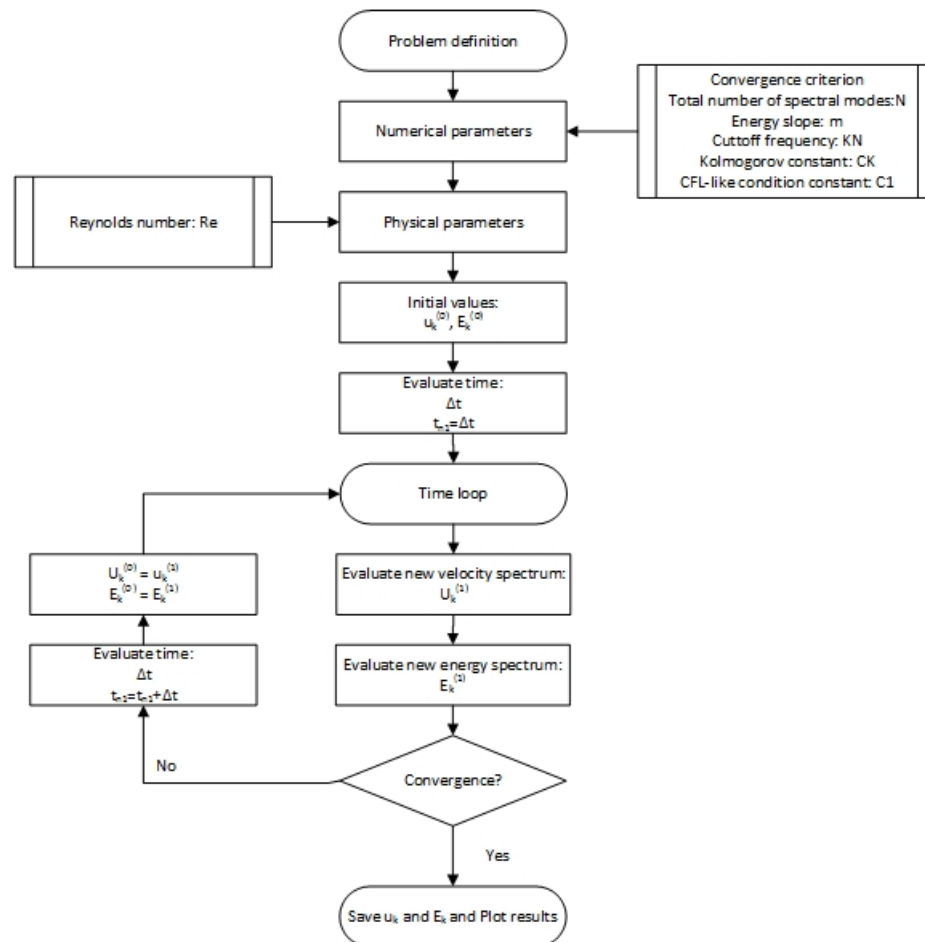 Problem definition
Convergence criterion
Total number of spectral modes:N
Energy slope: m
Cuttoff frequency: KN
Kolmogorov constant: CK
CFL-like condition constant: C1
Numerical parameters
Reynolds number: Re
Physical parameters
Initial values:
uₖ⁽⁰⁾, Eₖ⁽⁰⁾
Evaluate time:
Δt
tₙ₁=Δt
Time loop
Uₖ⁽⁰⁾ = uₖ⁽¹⁾
Eₖ⁽⁰⁾ = Eₖ⁽¹⁾
Evaluate new velocity spectrum:
Uₖ⁽¹⁾
Evaluate time:
Δt
tₙ₁=tₙ₁+Δt
Evaluate new energy spectrum:
Eₖ⁽¹⁾
No
Convergence?
Yes
Save uₖ and Eₖ and Plot results